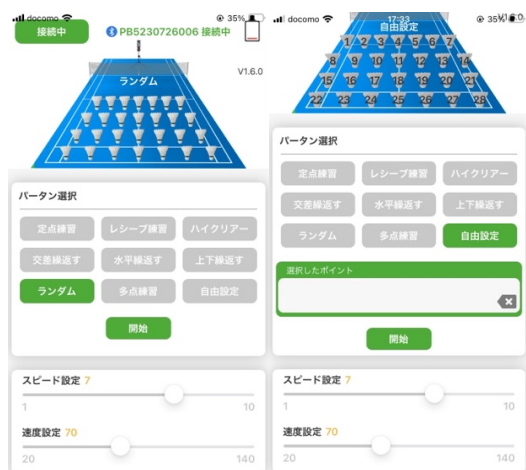 docomo
35%
接続中
PB5230726006 接続中
V1.6.0
ランダム
パータン選択
定点練習 レシーブ練習 ハイクリアー
交差繰返す 水平繰返す 上下繰返す
ランダム 多点練習 自由設定
開始
スピード設定 7
1 10
速度設定 70
20 140
docomo 17:33 35%
V1.6.0
自由設定
1 2 3 4 5 6 7
8 9 10 11 12 13 14
15 16 17 18 19 20 21
22 23 24 25 26 27 28
パータン選択
定点練習 レシーブ練習 ハイクリアー
交差繰返す 水平繰返す 上下繰返す
ランダム 多点練習 自由設定
選択したポイント
開始
スピード設定 7
1 10
速度設定 70
20 140